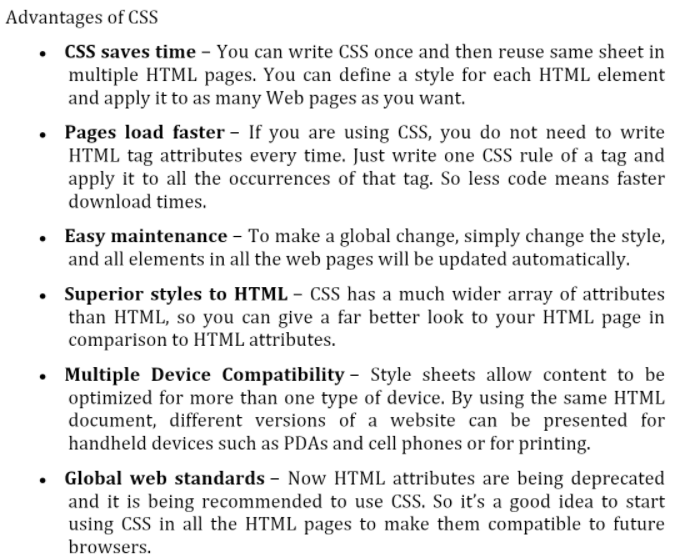 Advantages of CSS
• CSS saves time – You can write CSS once and then reuse same sheet in
multiple HTML pages. You can define a style for each HTML element
and apply it to as many Web pages as you want.
• Pages load faster – If you are using CSS, you do not need to write
HTML tag attributes every time. Just write one CSS rule of a tag and
apply it to all the occurrences of that tag. So less code means faster
download times.
• Easy maintenance – To make a global change, simply change the style,
and all elements in all the web pages will be updated automatically.
• Superior styles to HTML – CSS has a much wider array of attributes
than HTML, so you can give a far better look to your HTML page in
comparison to HTML attributes.
• Multiple Device Compatibility – Style sheets allow content to be
optimized for more than one type of device. By using the same HTML
document, different versions of a website can be presented for
handheld devices such as PDAs and cell phones or for printing.
• Global web standards – Now HTML attributes are being deprecated
and it is being recommended to use CSS. So it’s a good idea to start
using CSS in all the HTML pages to make them compatible to future
browsers.